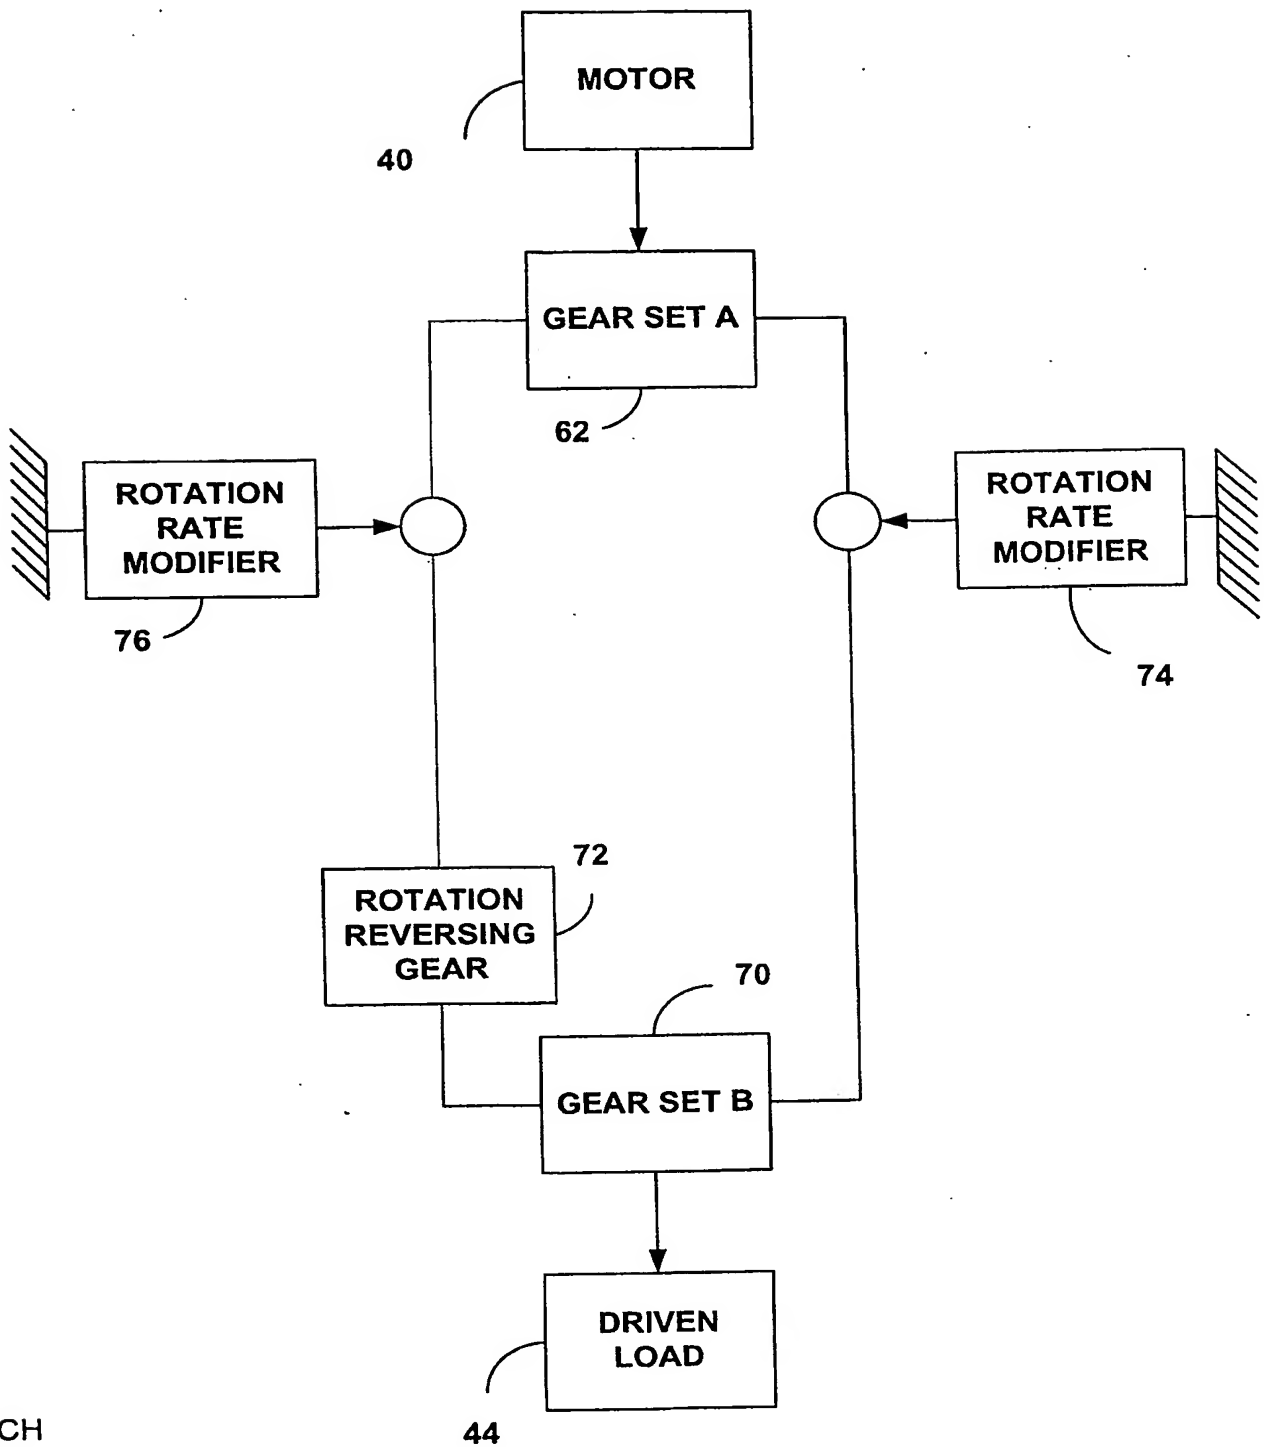 MOTOR
40
GEAR SET A
62
ROTATION
RATE
MODIFIER
76
ROTATION
RATE
MODIFIER
74
72
ROTATION
REVERSING
GEAR
70
GEAR SET B
DRIVEN
LOAD
44
CH